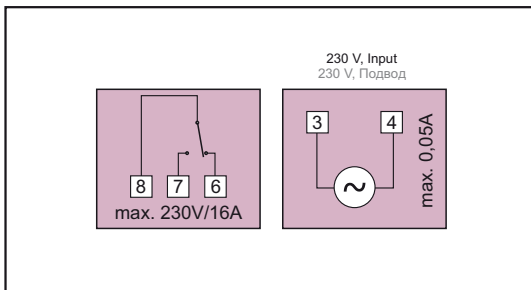 230 V, Input
230 V, Подвод
8 7 6
max. 230V/16A
3 4
max. 0,05A